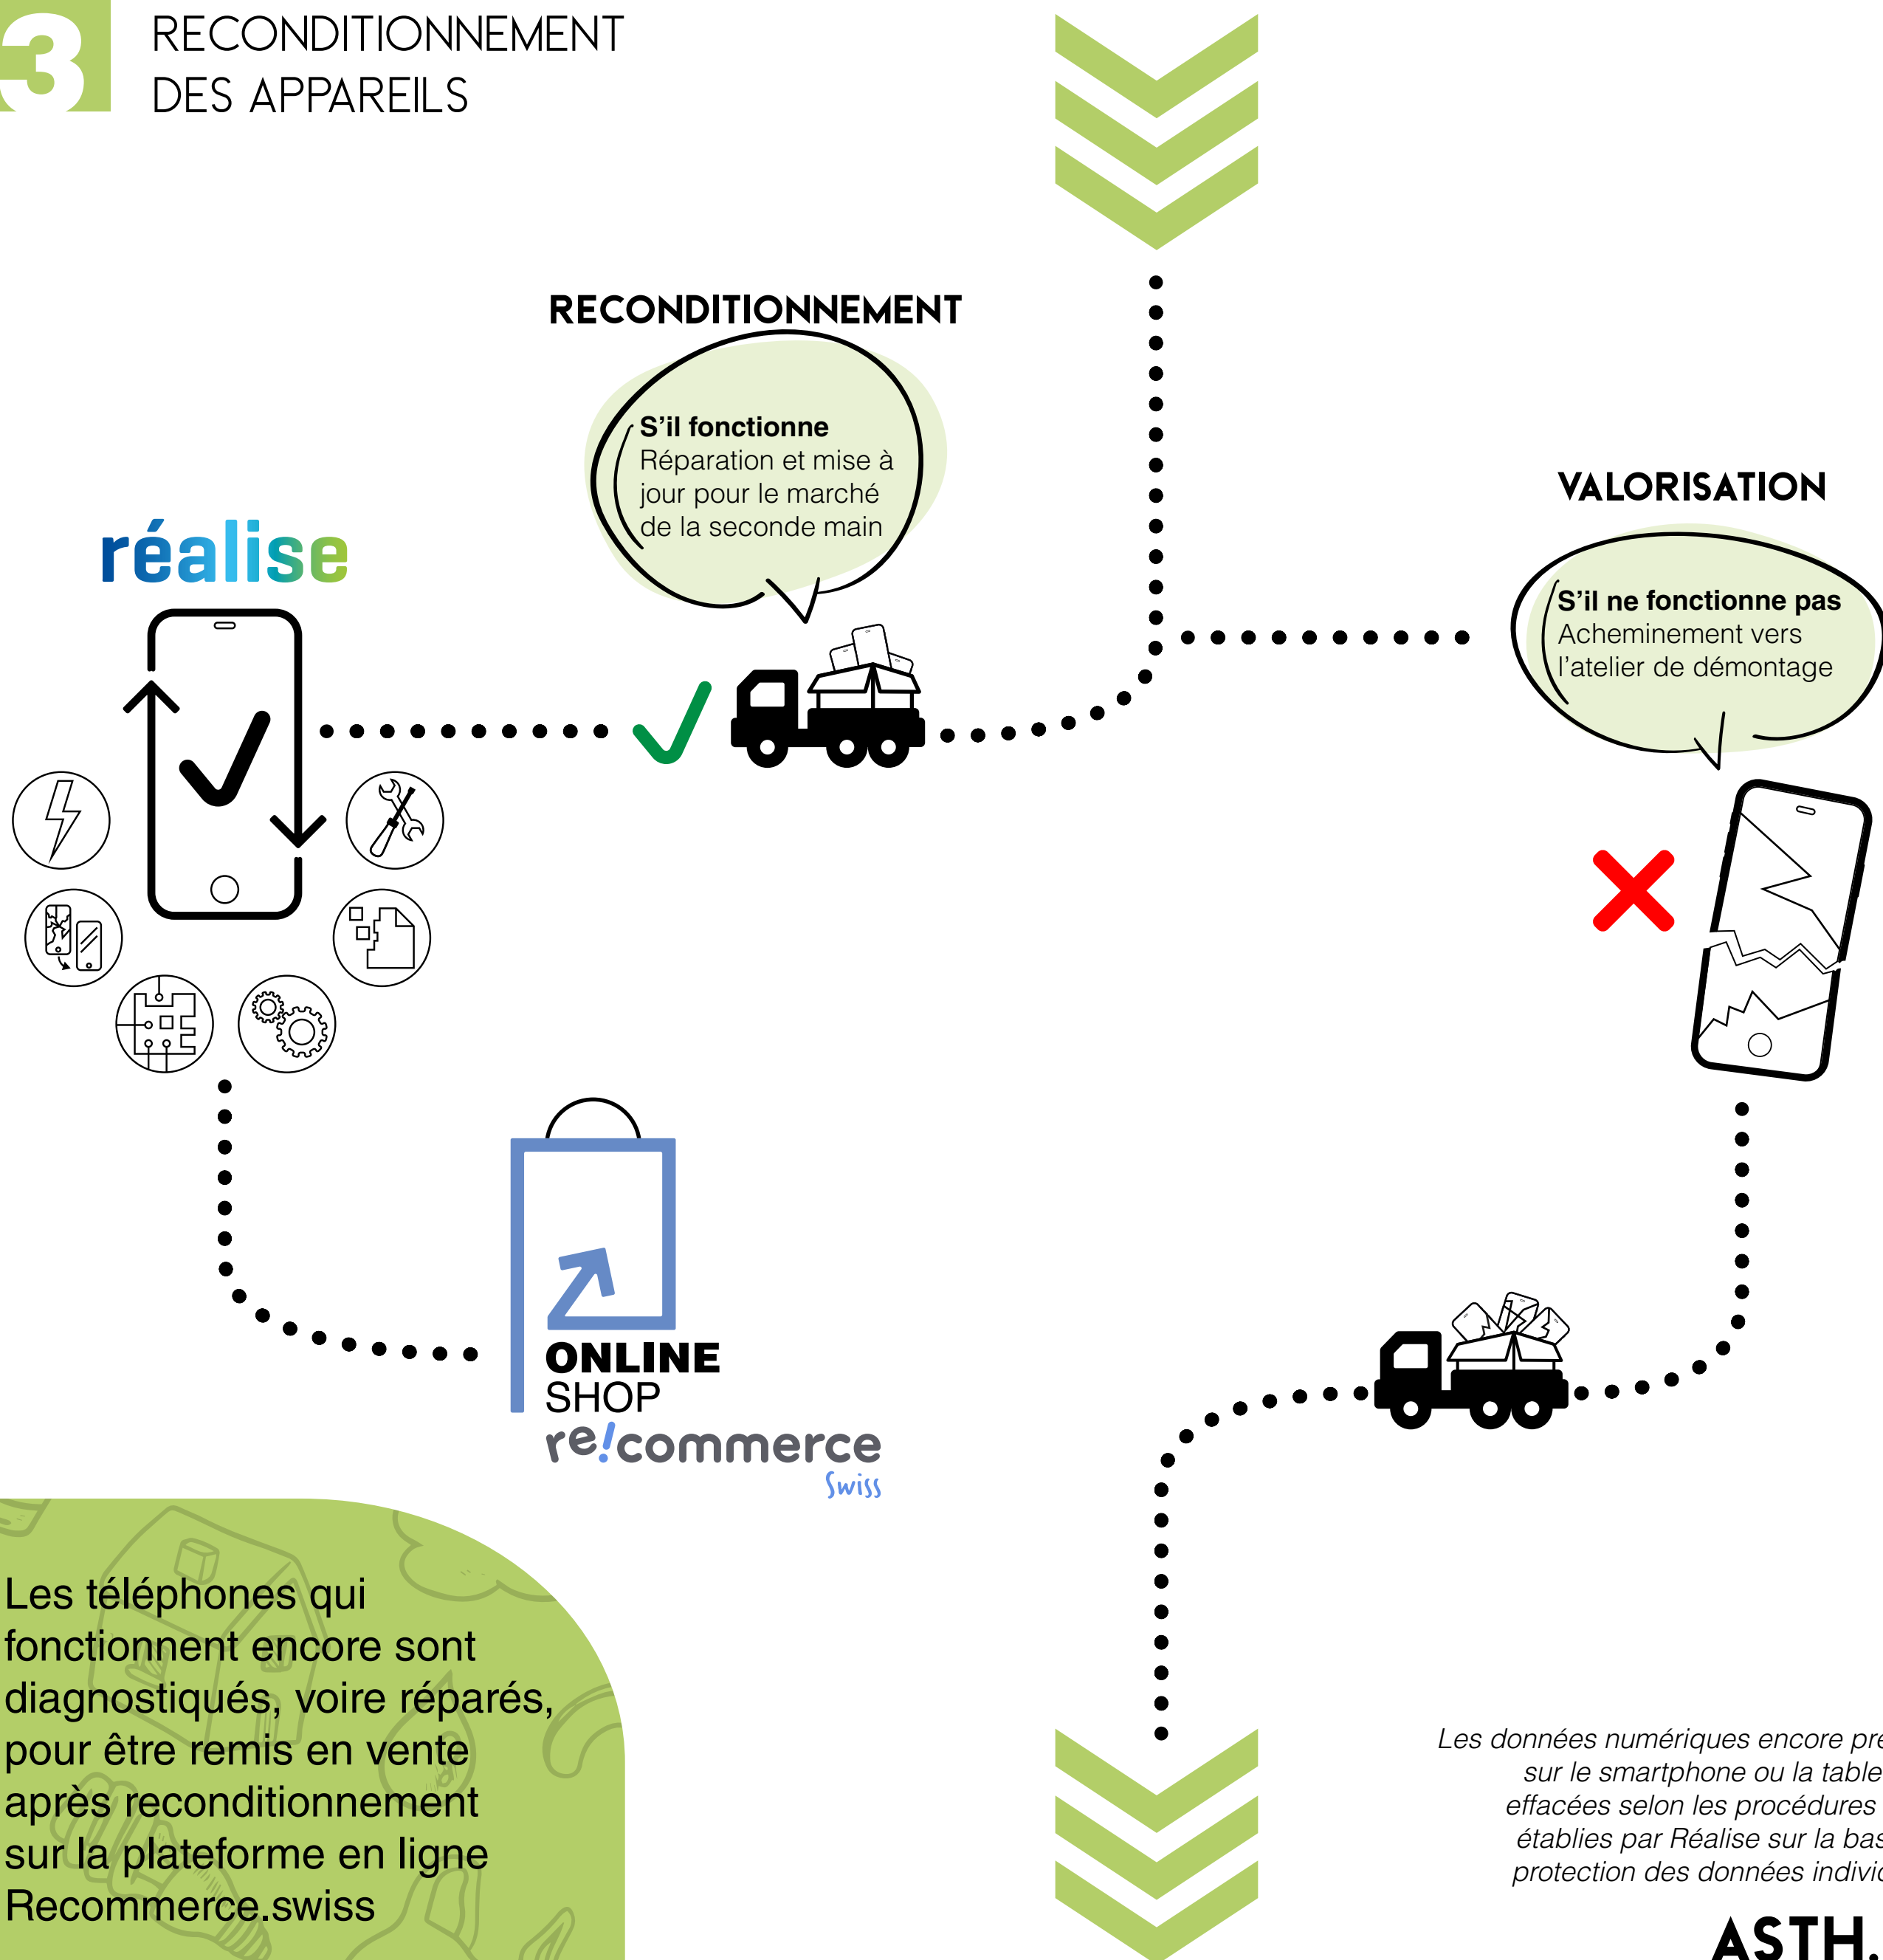 3
RECONDITIONNEMENT
DES APPAREILS
RECONDITIONNEMENT
S'il fonctionne
Réparation et mise à
jour pour le marché
de la seconde main
VALORISATION
S'il ne fonctionne pas
Acheminement vers
l'atelier de démontage
réalise
ONLINE
SHOP
re!commerce
Swiss
Les téléphones qui
fonctionnent encore sont
diagnostiqués, voire réparés,
pour être remis en vente
après reconditionnement
sur la plateforme en ligne
Recommerce.swiss
Les données numériques encore
sur le smartphone ou la
effacées selon les procédures
établies par Réalise sur la
protection des données
ASTH.